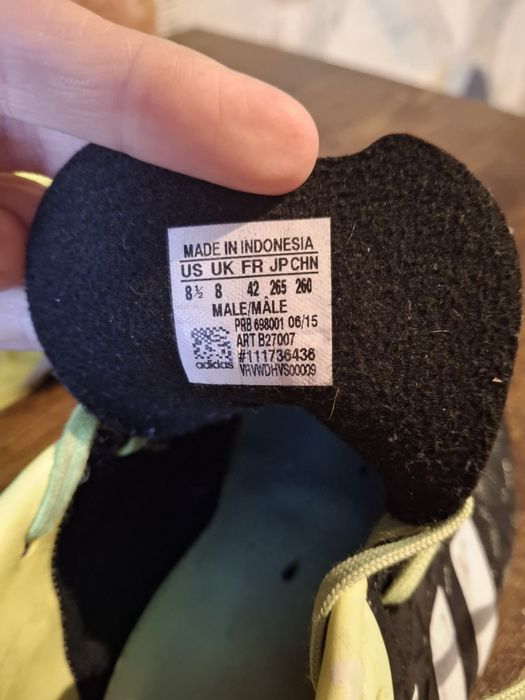 MADE IN INDONESIA
US UK FR JP CHN
8½ 8 42 265 260
MALE/MÂLE
PRB 698001 06/15
ART B27007
#111736436
adidas VRVWDHVS00009